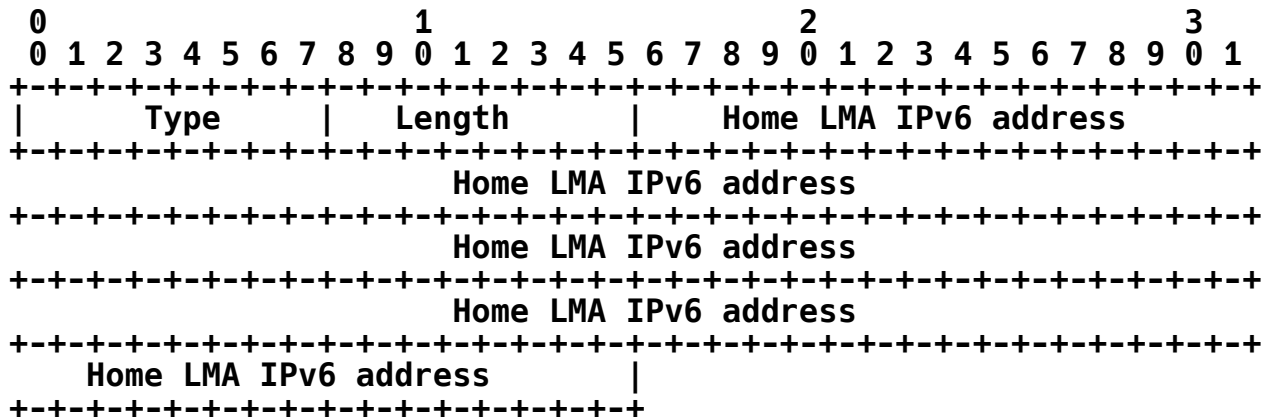 0                   1                   2                   3
 0 1 2 3 4 5 6 7 8 9 0 1 2 3 4 5 6 7 8 9 0 1 2 3 4 5 6 7 8 9 0 1
+-+-+-+-+-+-+-+-+-+-+-+-+-+-+-+-+-+-+-+-+-+-+-+-+-+-+-+-+-+-+-+-+
|      Type     |   Length      |    Home LMA IPv6 address
+-+-+-+-+-+-+-+-+-+-+-+-+-+-+-+-+-+-+-+-+-+-+-+-+-+-+-+-+-+-+-+-+
                       Home LMA IPv6 address
+-+-+-+-+-+-+-+-+-+-+-+-+-+-+-+-+-+-+-+-+-+-+-+-+-+-+-+-+-+-+-+-+
                       Home LMA IPv6 address
+-+-+-+-+-+-+-+-+-+-+-+-+-+-+-+-+-+-+-+-+-+-+-+-+-+-+-+-+-+-+-+-+
                       Home LMA IPv6 address
+-+-+-+-+-+-+-+-+-+-+-+-+-+-+-+-+-+-+-+-+-+-+-+-+-+-+-+-+-+-+-+-+
    Home LMA IPv6 address       |
+-+-+-+-+-+-+-+-+-+-+-+-+-+-+-+-+